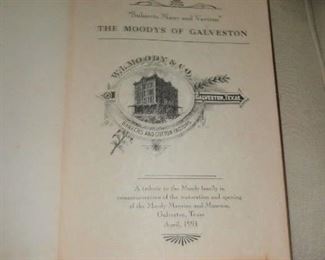 "Industria, Many and Various"
THE MOODYS OF GALVESTON
W.L. MOODY & CO.
GALVESTON, TEXAS.
BANKERS AND COTTON FACTORS
A tribute to the Moody family in
commemoration of the restoration and opening
of the Moody Mansion and Museum,
Galveston, Texas
April, 1991